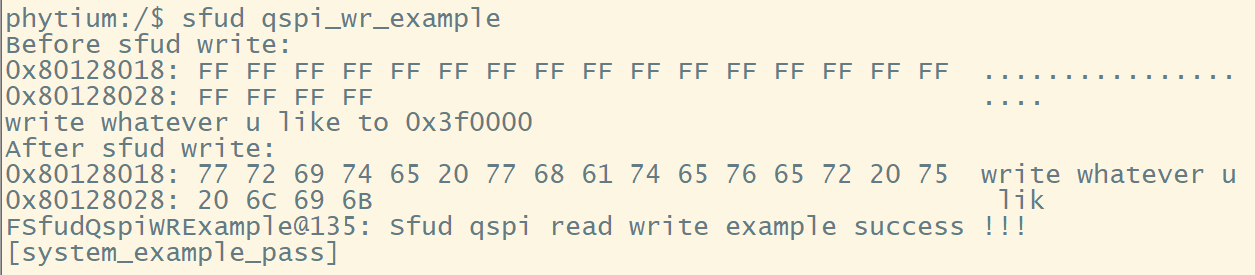 phytium:/$ sfud qspi_wr_example
Before sfud write:
0x80128018: FF FF FF FF FF FF FF FF FF FF FF FF FF FF FF FF  ................
0x80128028: FF FF FF FF                                      ....
write whatever u like to 0x3f0000
After sfud write:
0x80128018: 77 72 69 74 65 20 77 68 61 74 65 76 65 72 20 75  write whatever u
0x80128028: 20 6C 69 6B                                       lik
FSfudQspiWRExample@135: Sfud qspi read write example success !!!
[system_example_pass]